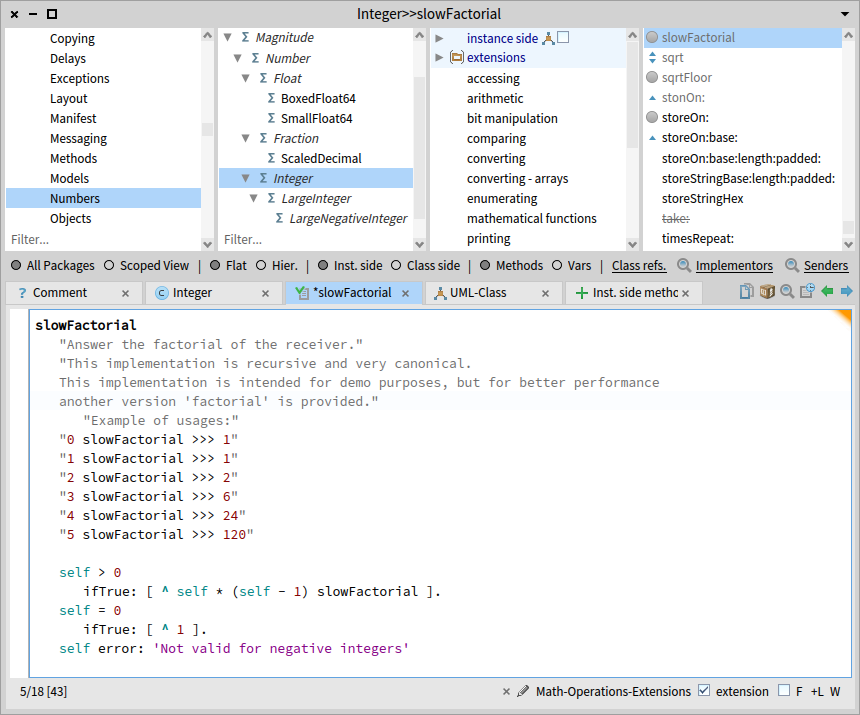 Integer>>slowFactorial
Copying
Delays
Exceptions
Layout
Manifest
Messaging
Methods
Models
Numbers
Objects
Filter...
Magnitude
Number
Float
BoxedFloat64
SmallFloat64
Fraction
ScaledDecimal
Integer
LargeInteger
LargeNegativeInteger
Filter...
instance side
extensions
accessing
arithmetic
bit manipulation
comparing
converting
converting - arrays
enumerating
mathematical functions
printing
slowFactorial
sqrt
sqrtFloor
stonOn:
storeOn:
storeOn:base:
storeOn:base:length:padded:
storeStringBase:length:padded:
storeStringHex
take:
timesRepeat:
All Packages Scoped View | Flat Hier. | Inst. side Class side | Methods Vars | Class refs. Implementors Senders
? Comment × Integer × *slowFactorial × UML-Class × Inst. side methc ×
slowFactorial
"Answer the factorial of the receiver."
"This implementation is recursive and very canonical.
This implementation is intended for demo purposes, but for better performance
another version 'factorial' is provided."
"Example of usages:"
"0 slowFactorial >>> 1"
"1 slowFactorial >>> 1"
"2 slowFactorial >>> 2"
"3 slowFactorial >>> 6"
"4 slowFactorial >>> 24"
"5 slowFactorial >>> 120"
self > 0
ifTrue: [ ^ self * (self - 1) slowFactorial ].
self = 0
ifTrue: [ ^ 1 ].
self error: 'Not valid for negative integers'
5/18 [43] × Math-Operations-Extensions extension F +L W